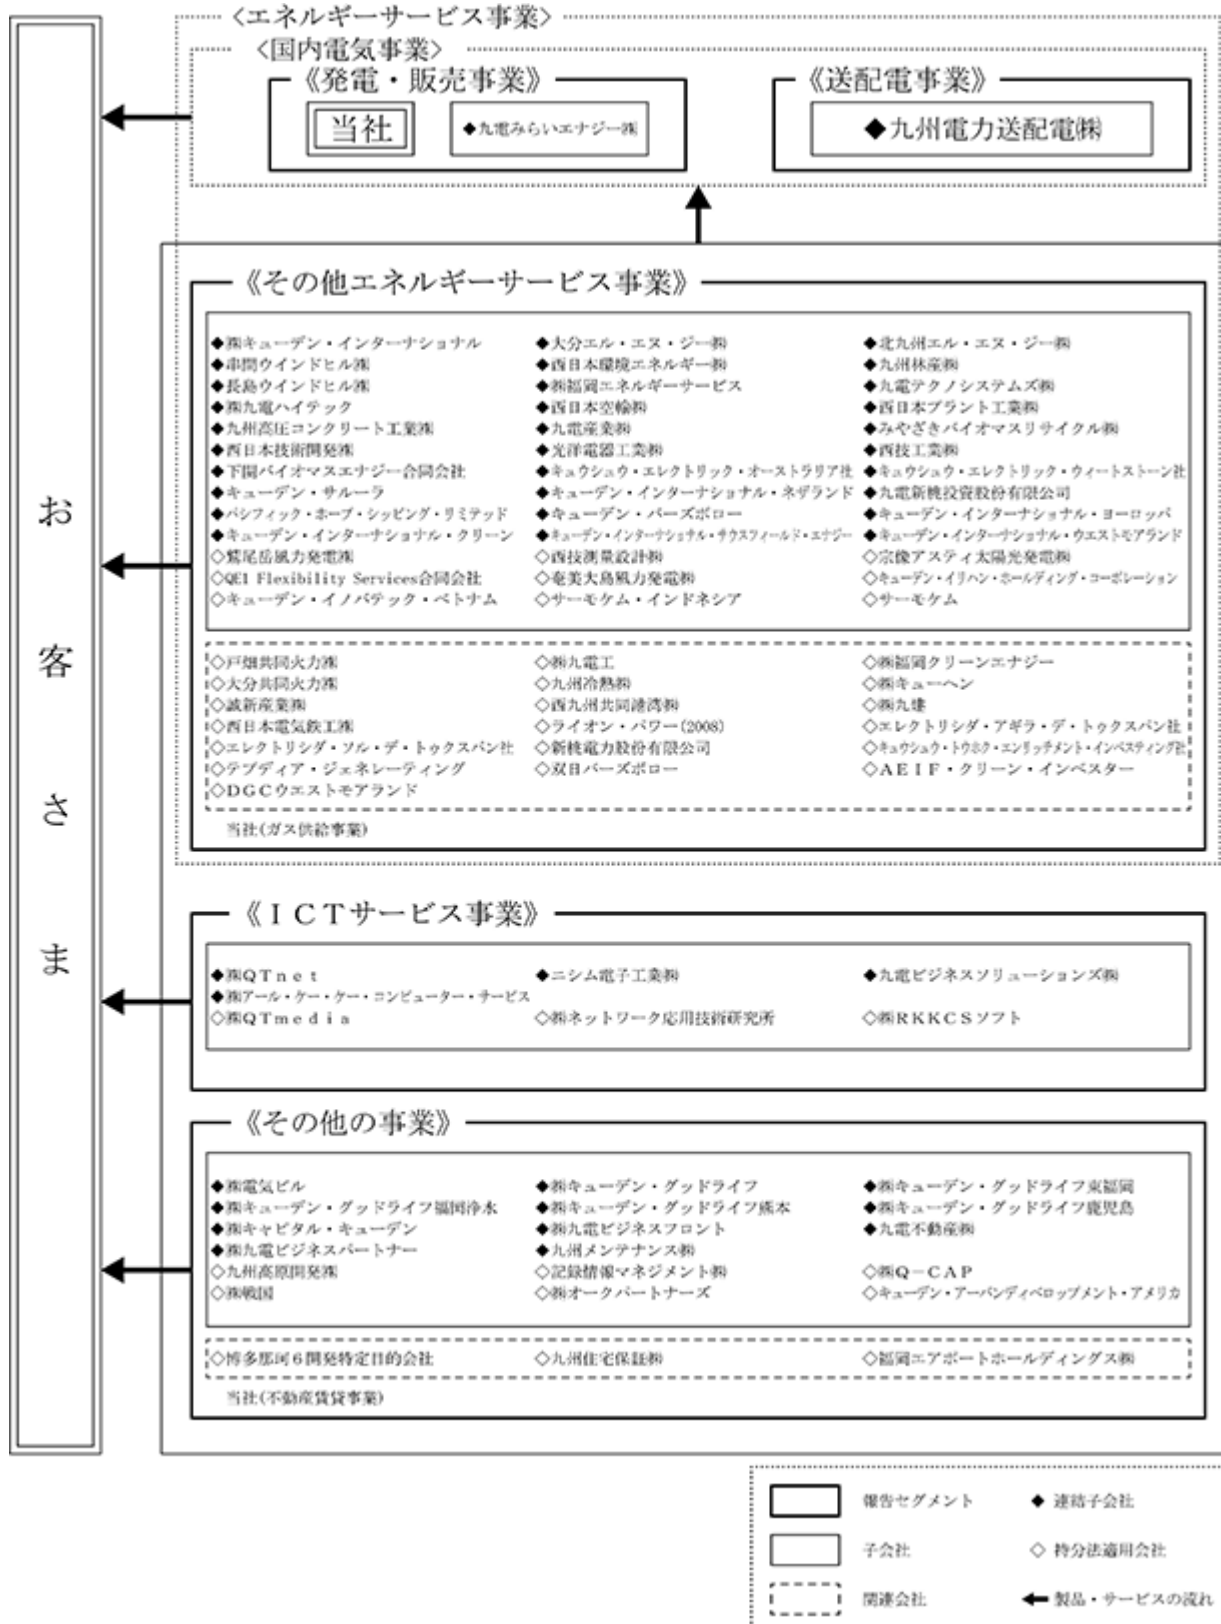 〈エネルギーサービス事業〉
〈国内電気事業〉
《発電・販売事業》
《送配電事業》
当社
◆九電みらいエナジー㈱
◆九州電力送配電㈱
お客さま
《その他エネルギーサービス事業》
◆㈱キューデン・インターナショナル ◆大分エル・エヌ・ジー㈱ ◆北九州エル・エヌ・ジー㈱
◆串間ウインドヒル㈱ ◆西日本環境エネルギー㈱ ◆九州林産㈱
◆長島ウインドヒル㈱ ◆㈱福岡エネルギーサービス ◆九電テクノシステムズ㈱
◆㈱九電ハイテック ◆西日本空輸㈱ ◆西日本プラント工業㈱
◆九州高圧コンクリート工業㈱ ◆九電産業㈱ ◆みやざきバイオマスリサイクル㈱
◆西日本技術開発㈱ ◆光洋電器工業㈱ ◆西技工業㈱
◆下関バイオマスエナジー合同会社 ◆キュウシュウ・エレクトリック・オーストラリア社 ◆キュウシュウ・エレクトリック・ウィートストーン社
◆キューデン・サルーラ ◆キューデン・インターナショナル・ネザランド ◆九電新桃投資股份有限公司
◆パシフィック・ホープ・シッピング・リミテッド ◆キューデン・バーズボロー ◆キューデン・インターナショナル・ヨーロッパ
◆キューデン・インターナショナル・クリーン ◆キューデン・インターナショナル・サウスフィールド・エナジー ◆キューデン・インターナショナル・ウエストモアランド
◇鷲尾岳風力発電㈱ ◇西技測量設計㈱ ◇宗像アスティ太陽光発電㈱
◇QE1 Flexibility Services合同会社 ◇奄美大島風力発電㈱ ◇キューデン・イリハン・ホールディング・コーポレーション
◇キューデン・イノバテック・ベトナム ◇サーモケム・インドネシア ◇サーモケム
◇戸畑共同火力㈱ ◇㈱九電工 ◇㈱福岡クリーンエナジー
◇大分共同火力㈱ ◇九州冷熱㈱ ◇㈱キューヘン
◇誠新産業㈱ ◇西九州共同港湾㈱ ◇㈱九建
◇西日本電気鉄工㈱ ◇ライオン・パワー(2008) ◇エレクトリシダ・アギラ・デ・トゥクスパン社
◇エレクトリシダ・ソル・デ・トゥクスパン社 ◇新桃電力股份有限公司 ◇キュウシュウ・トウホク・エンリッチメント・インベスティング社
◇テプディア・ジェネレーティング ◇双日バーズボロー ◇ＡＥＩＦ・クリーン・インベスター
◇ＤＧＣウエストモアランド
当社(ガス供給事業)
《ＩＣＴサービス事業》
◆㈱ＱＴｎｅｔ ◆ニシム電子工業㈱ ◆九電ビジネスソリューションズ㈱
◆㈱アール・ケー・ケー・コンピューター・サービス
◇㈱ＱＴｍｅｄｉａ ◇㈱ネットワーク応用技術研究所 ◇㈱ＲＫＫＣＳソフト
《その他の事業》
◆㈱電気ビル ◆㈱キューデン・グッドライフ ◆㈱キューデン・グッドライフ東福岡
◆㈱キューデン・グッドライフ福岡浄水 ◆㈱キューデン・グッドライフ熊本 ◆㈱キューデン・グッドライフ鹿児島
◆㈱キャピタル・キューデン ◆㈱九電ビジネスフロント ◆九電不動産㈱
◆㈱九電ビジネスパートナー ◆九州メンテナンス㈱
◇九州高原開発㈱ ◇記録情報マネジメント㈱ ◇㈱Ｑ－ＣＡＰ
◇㈱戦国 ◇㈱オークパートナーズ ◇キューデン・アーバンディベロップメント・アメリカ
◇博多那珂６開発特定目的会社 ◇九州住宅保証㈱ ◇福岡エアポートホールディングス㈱
当社(不動産賃貸事業)
報告セグメント ◆ 連結子会社
子会社 ◇ 持分法適用会社
関連会社 製品・サービスの流れ